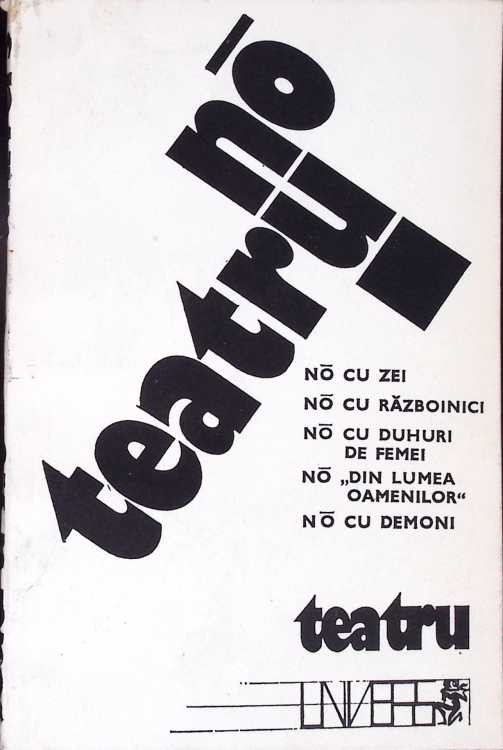 teatru nō
NŌ CU ZEI
NŌ CU RĂZBOINICI
NŌ CU DUHURI
DE FEMEI
NŌ „DIN LUMEA
OAMENILOR“
NŌ CU DEMONI
teatru
UNIVERS